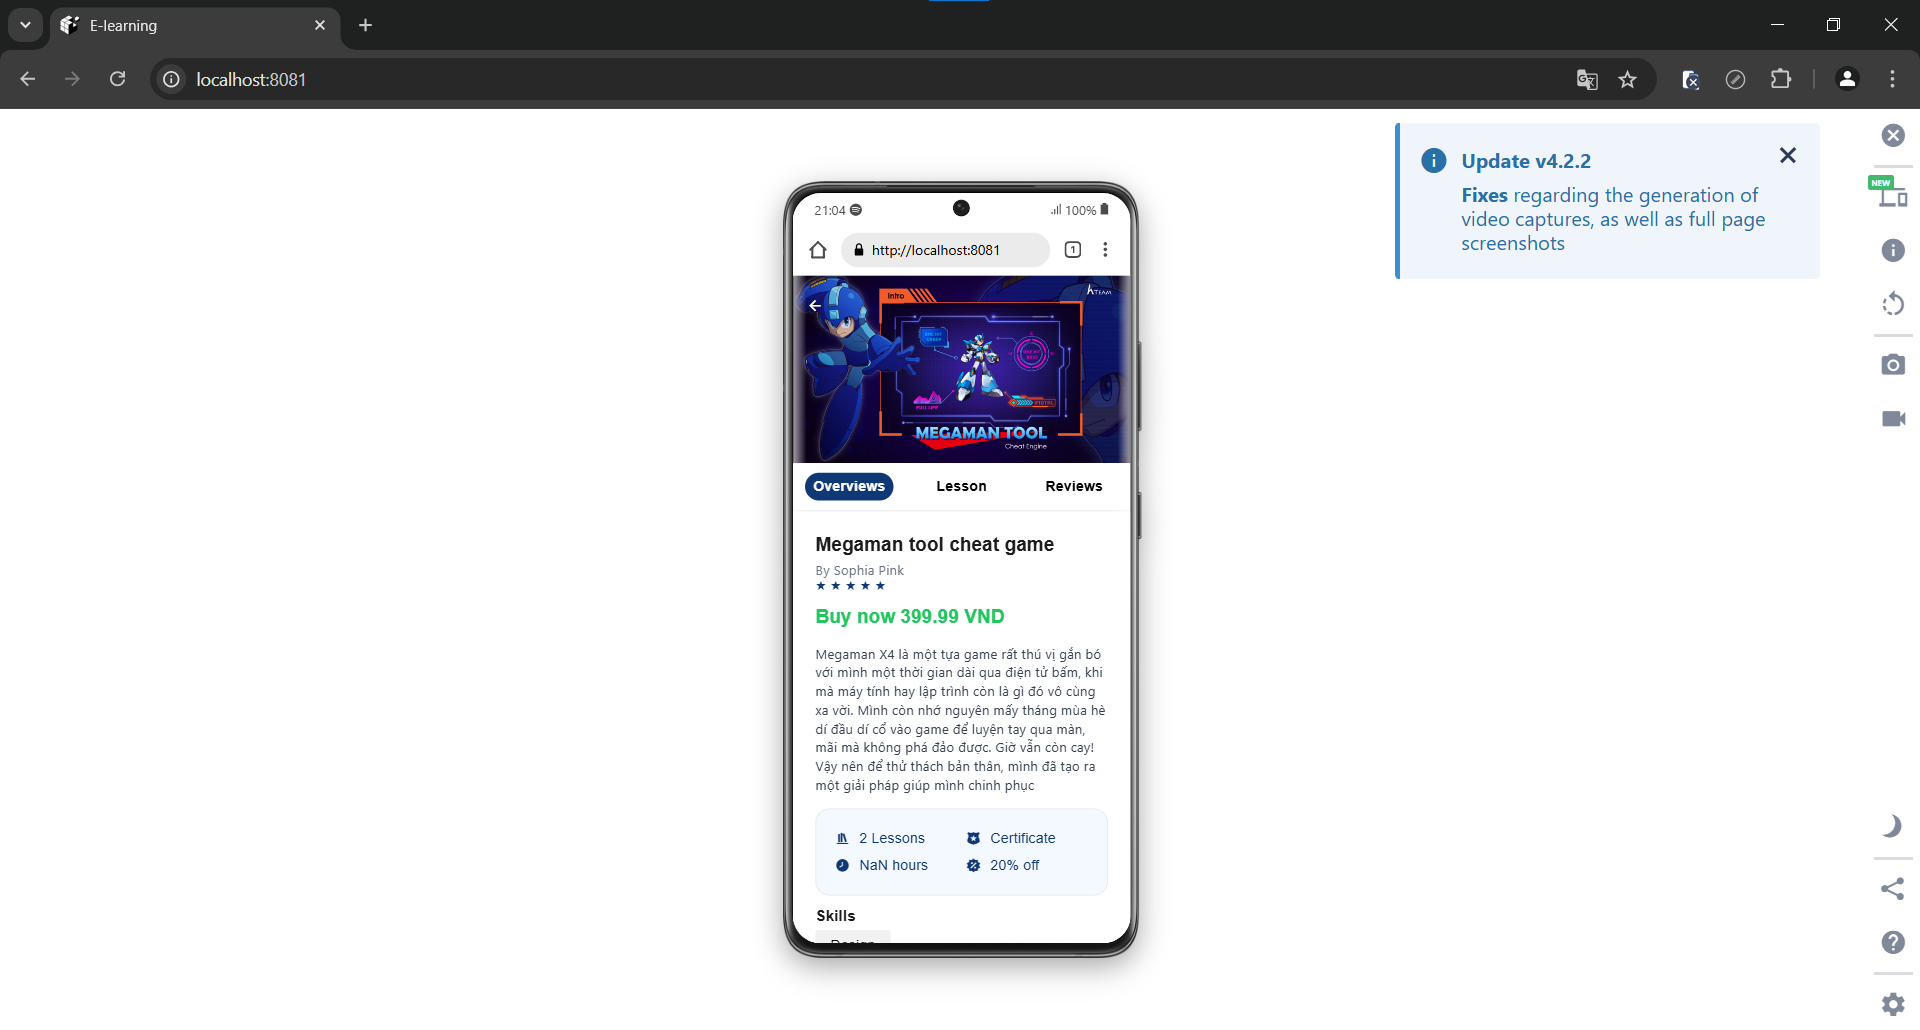 E-learning
localhost:8081
Update v4.2.2
Fixes regarding the generation of
video captures, as well as full page
screenshots
NEW
21:04
100%
http://localhost:8081
1
Intro
TEAM
MEGAMAN TOOL
Cheat Engine
Overviews
Lesson
Reviews
Megaman tool cheat game
By Sophia Pink
Buy now 399.99 VND
Megaman X4 là một tựa game rất thú vị gắn bó
với mình một thời gian dài qua điện tử bấm, khi
mà máy tính hay lập trình còn là gì đó vô cùng
xa vời. Mình còn nhớ nguyên mấy tháng mùa hè
dí đầu dí cổ vào game để luyện tay qua màn,
mãi mà không phá đảo được. Giờ vẫn còn cay!
Vậy nên để thử thách bản thân, mình đã tạo ra
một giải pháp giúp mình chinh phục
2 Lessons
Certificate
NaN hours
20% off
Skills
Design